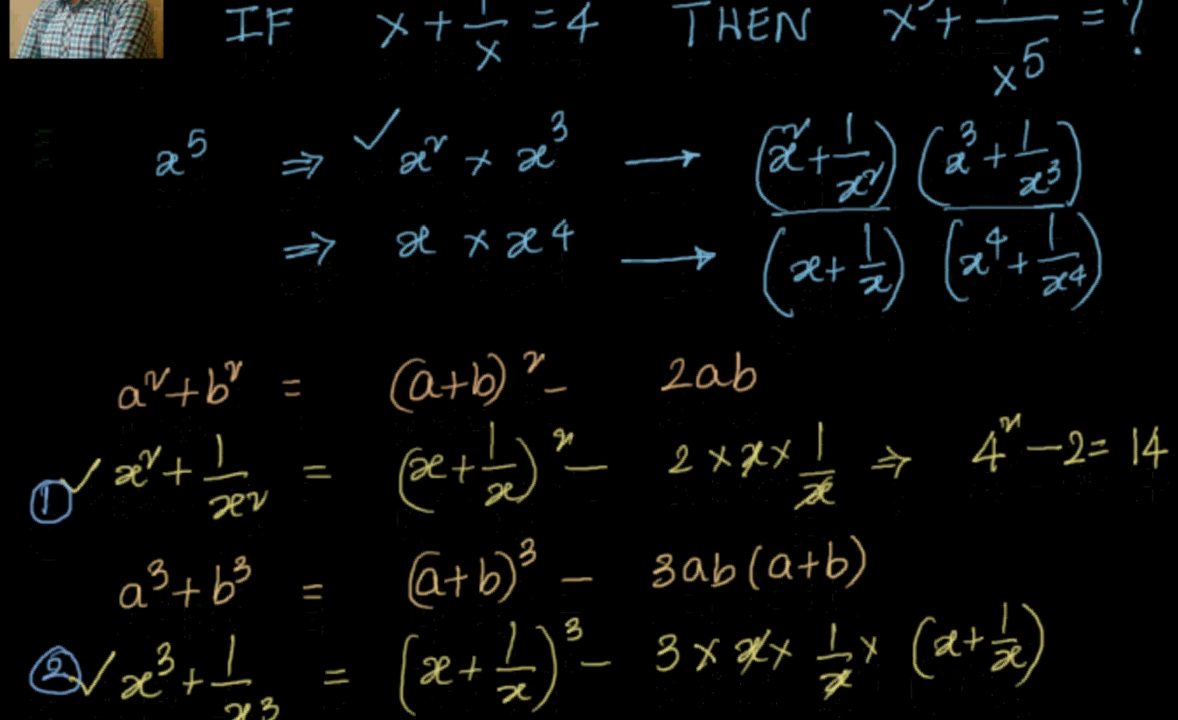 IF x + 1/x = 4 THEN x⁵ + 1/x⁵ = ?
x⁵ ⇒ ✓ x² × x³ → (x² + 1/x²) (x³ + 1/x³)
⇒ x × x⁴ → (x + 1/x) (x⁴ + 1/x⁴)
a² + b² = (a+b)² − 2ab
① ✓ x² + 1/x² = (x + 1/x)² − 2 × x × 1/x ⇒ 4² − 2 = 14
a³ + b³ = (a+b)³ − 3ab(a+b)
② ✓ x³ + 1/x³ = (x + 1/x)³ − 3 × x × 1/x × (x + 1/x)